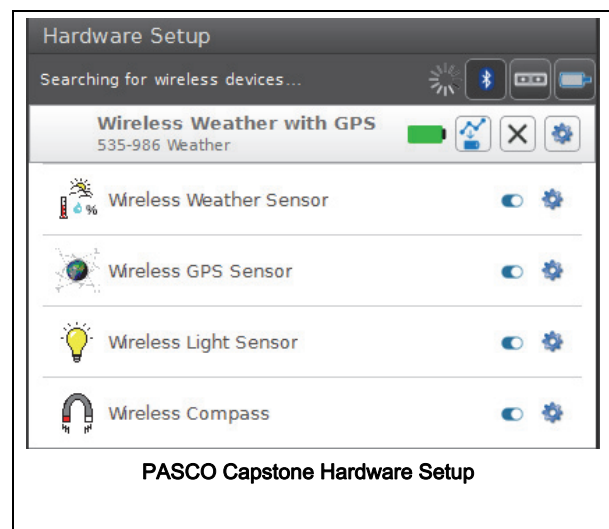 Hardware Setup
Searching for wireless devices...
Wireless Weather with GPS
535-986 Weather
%
Wireless Weather Sensor
Wireless GPS Sensor
Wireless Light Sensor
Wireless Compass
PASCO Capstone Hardware Setup